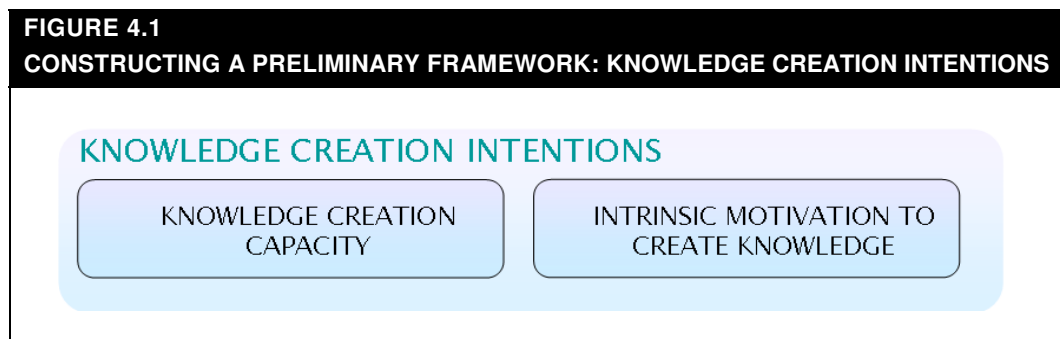 FIGURE 4.1
CONSTRUCTING A PRELIMINARY FRAMEWORK: KNOWLEDGE CREATION INTENTIONS
KNOWLEDGE CREATION INTENTIONS
KNOWLEDGE CREATION
CAPACITY
INTRINSIC MOTIVATION TO
CREATE KNOWLEDGE